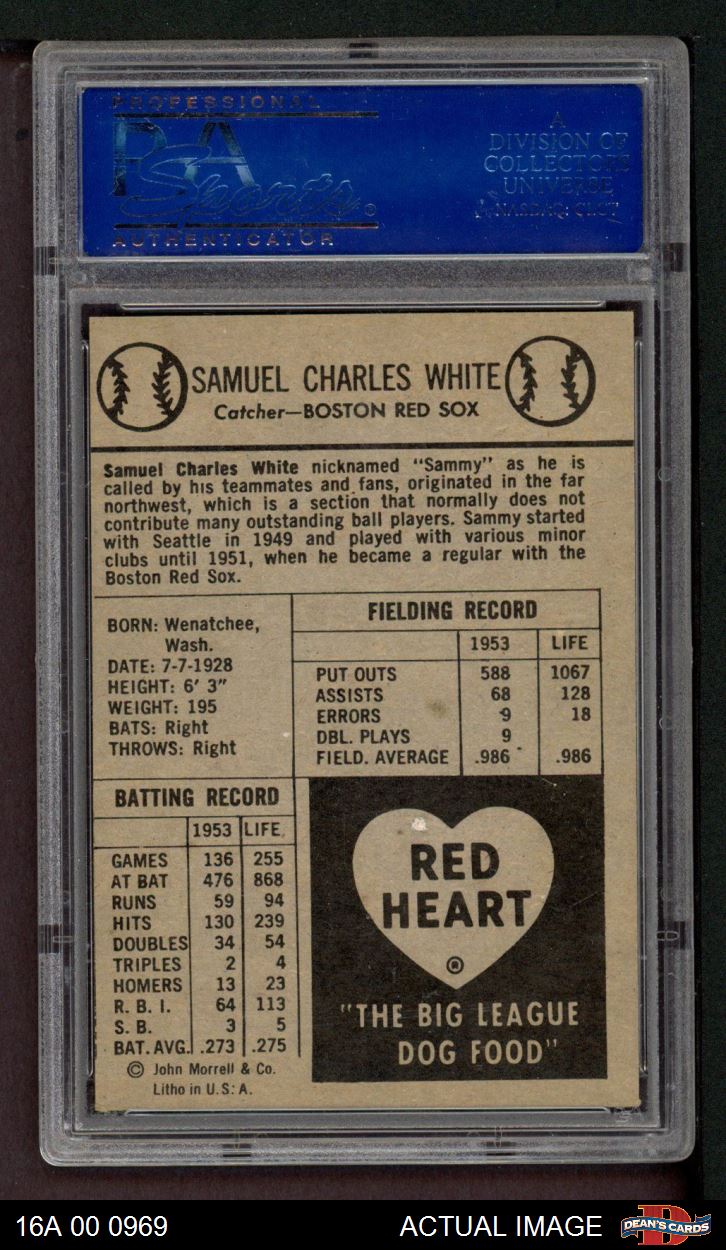 PROFESSIONAL
PSA
Sports
AUTHENTICATOR
A
DIVISION OF
COLLECTORS
UNIVERSE
NASDAQ: CLCT
SAMUEL CHARLES WHITE
Catcher—BOSTON RED SOX
Samuel Charles White nicknamed "Sammy" as he is
called by his teammates and fans, originated in the far
northwest, which is a section that normally does not
contribute many outstanding ball players. Sammy started
with Seattle in 1949 and played with various minor
clubs until 1951, when he became a regular with the
Boston Red Sox.
BORN: Wenatchee,
Wash.
DATE: 7-7-1928
HEIGHT: 6' 3"
WEIGHT: 195
BATS: Right
THROWS: Right
FIELDING RECORD
1953 LIFE
PUT OUTS 588 1067
ASSISTS 68 128
ERRORS 9 18
DBL. PLAYS 9
FIELD. AVERAGE .986 .986
BATTING RECORD
1953 LIFE
GAMES 136 255
AT BAT 476 868
RUNS 59 94
HITS 130 239
DOUBLES 34 54
TRIPLES 2 4
HOMERS 13 23
R. B. I. 64 113
S. B. 3 5
BAT. AVG. .273 .275
© John Morrell & Co.
Litho in U.S.A.
RED
HEART
®
"THE BIG LEAGUE
DOG FOOD"
16A 00 0969
ACTUAL IMAGE
D
DEAN'S CARDS